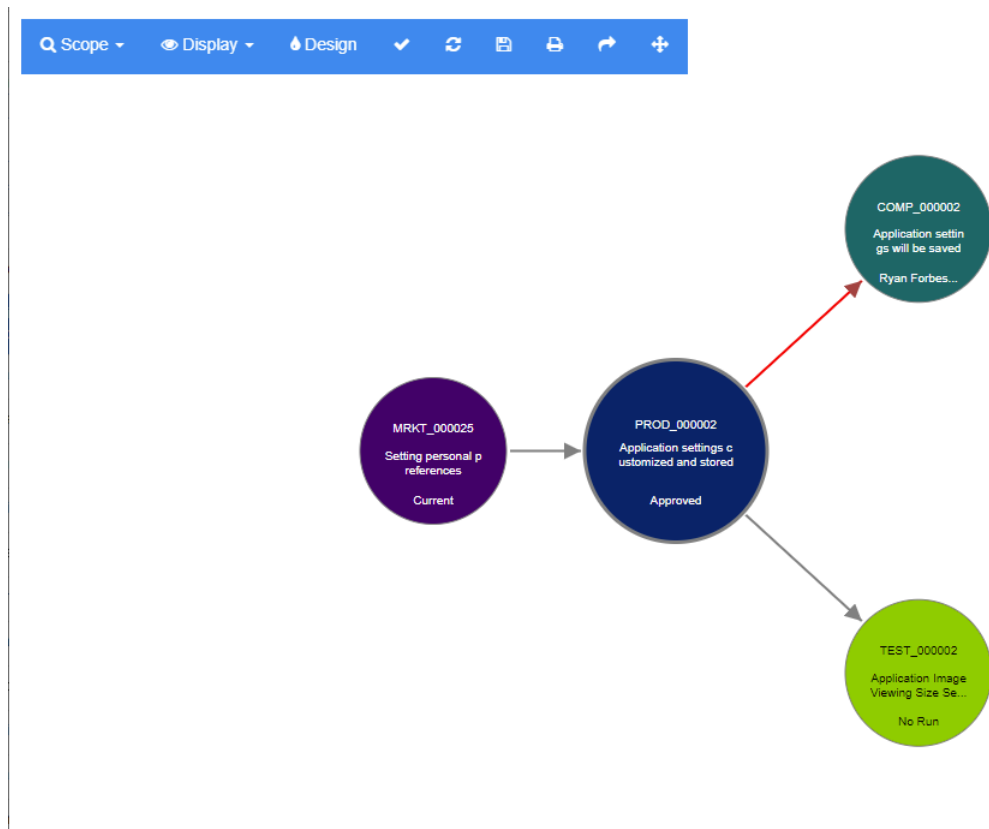 Scope
Display
Design
COMP_000002
Application settin
gs will be saved
Ryan Forbes...
MRKT_000025
Setting personal p
references
Current
PROD_000002
Application settings c
ustomized and stored
Approved
TEST_000002
Application Image
Viewing Size Se...
No Run